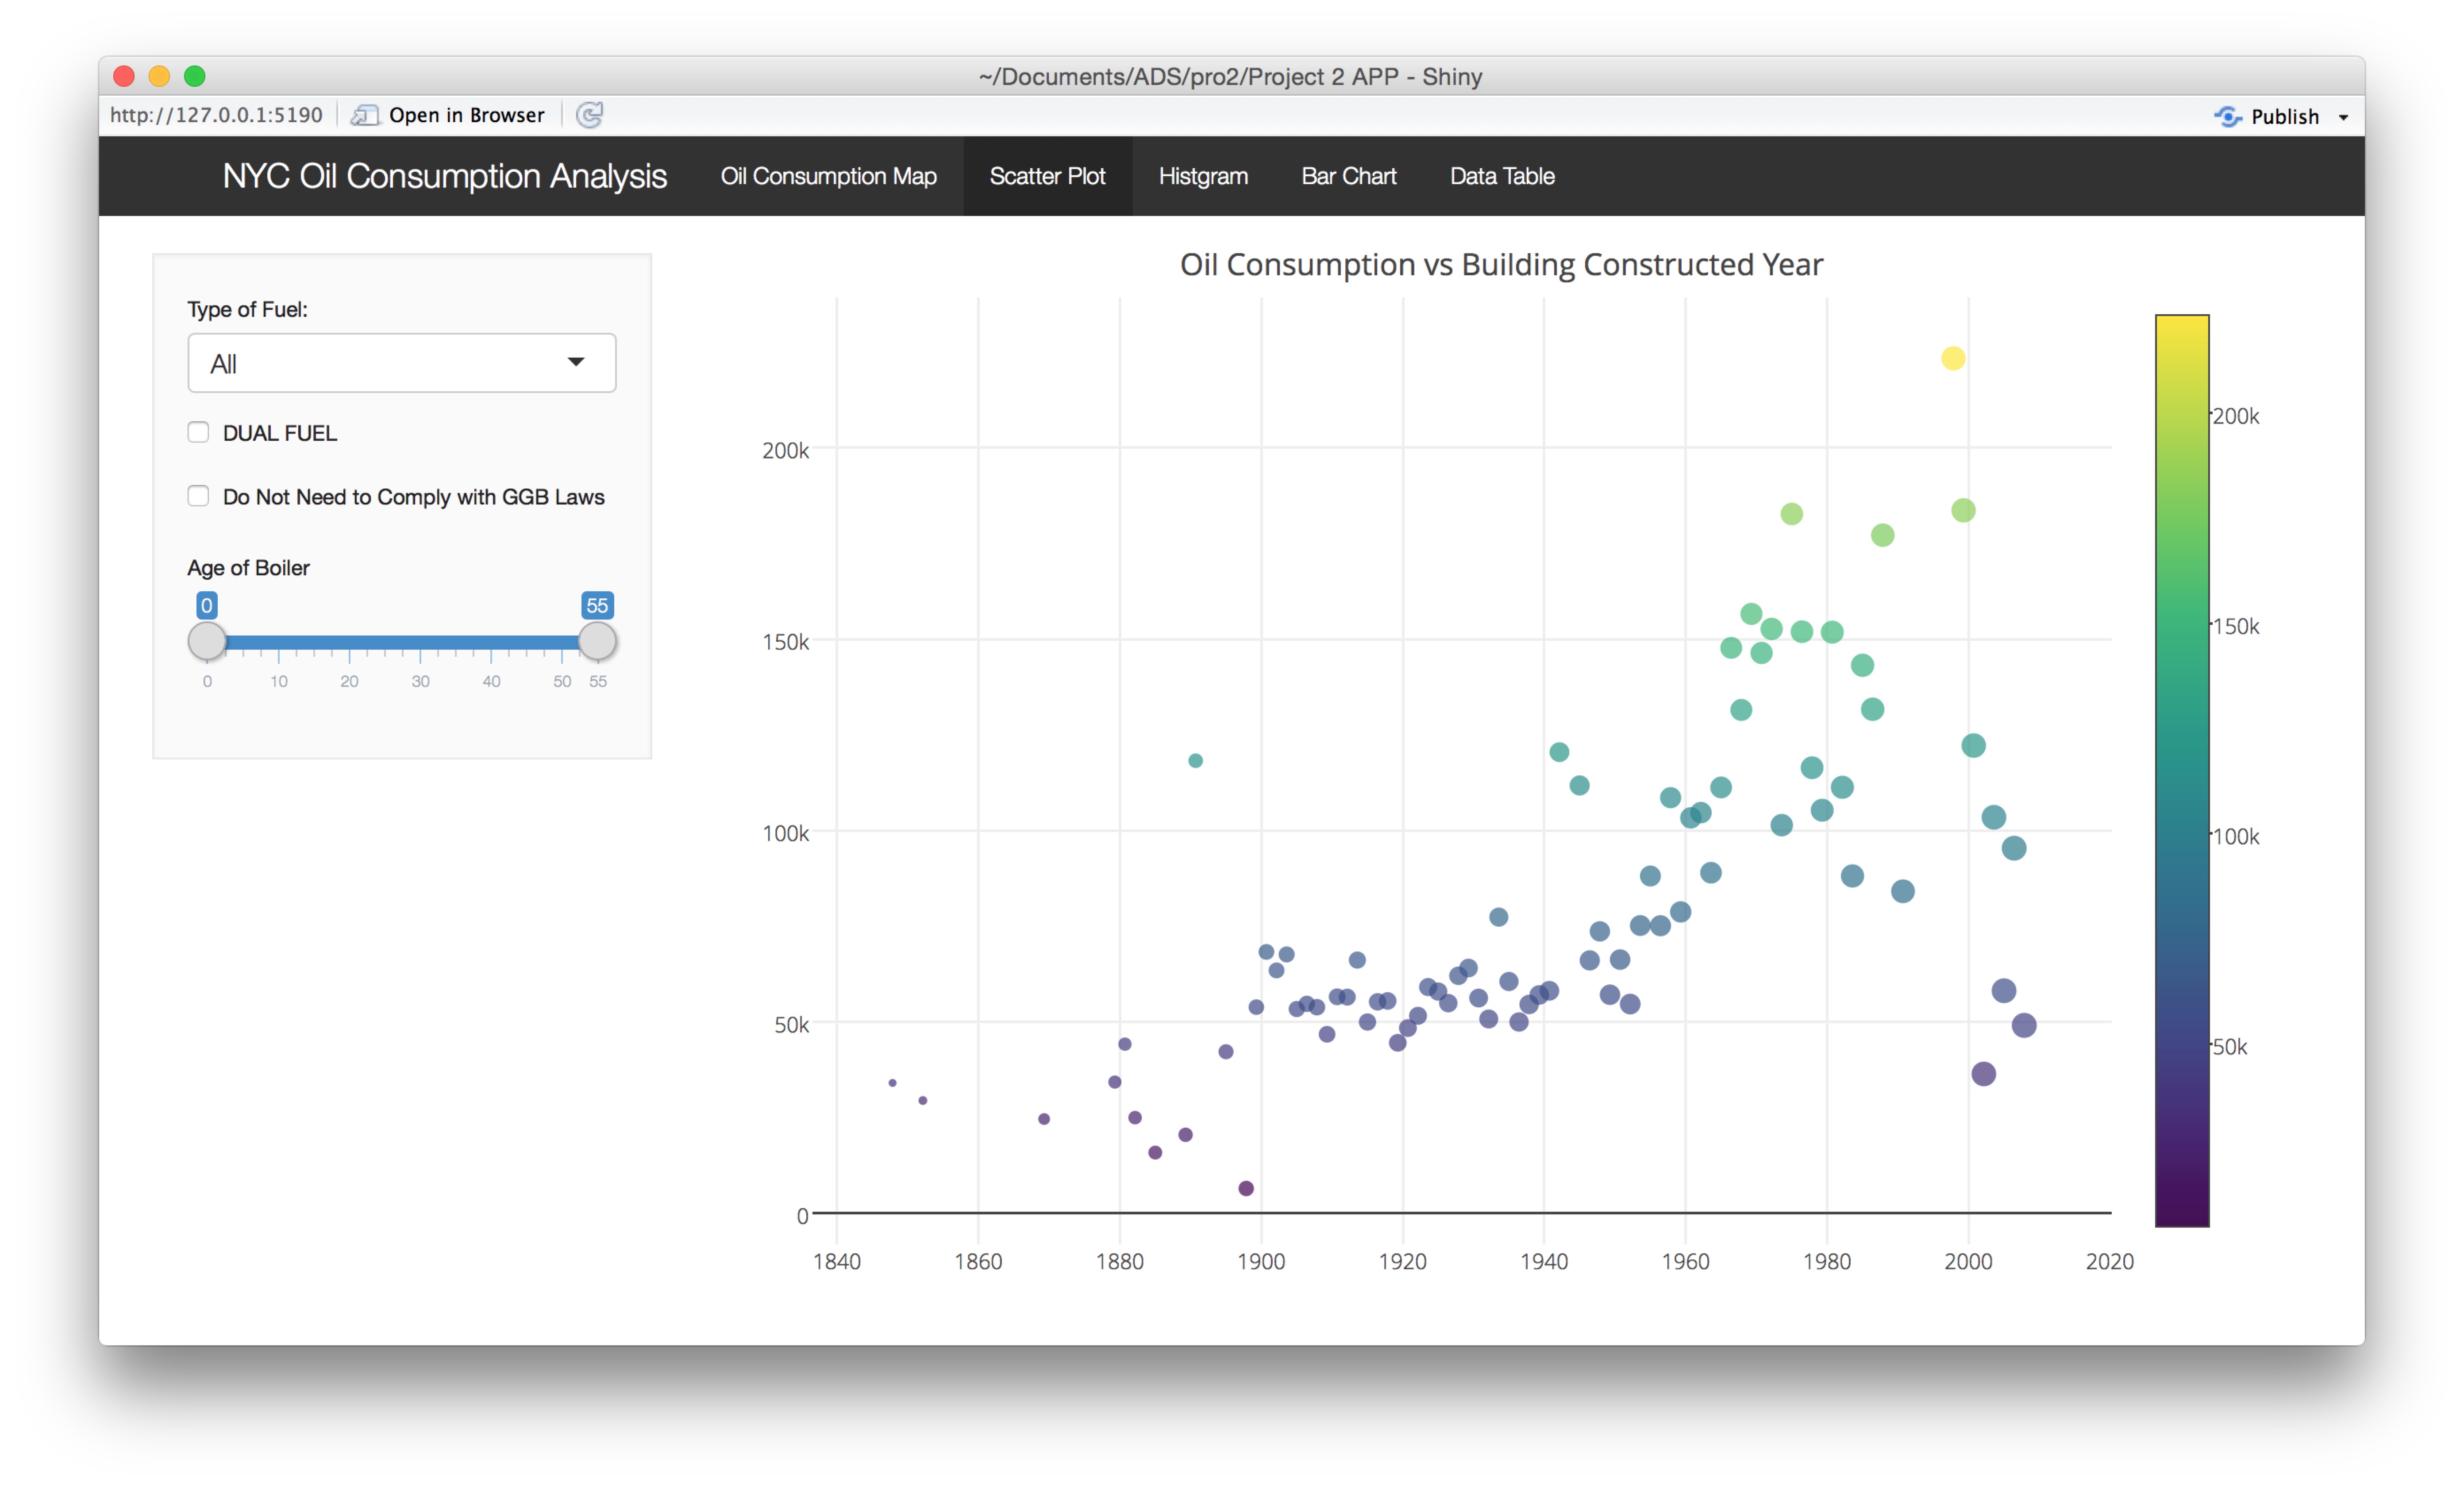 ~/Documents/ADS/pro2/Project 2 APP - Shiny
http://127.0.0.1:5190 Open in Browser Publish
NYC Oil Consumption Analysis Oil Consumption Map Scatter Plot Histgram Bar Chart Data Table
Type of Fuel:
All
DUAL FUEL
Do Not Need to Comply with GGB Laws
Age of Boiler
0 55
0 10 20 30 40 50 55
Oil Consumption vs Building Constructed Year
200k
150k
100k
50k
0
1840 1860 1880 1900 1920 1940 1960 1980 2000 2020
200k
150k
100k
50k